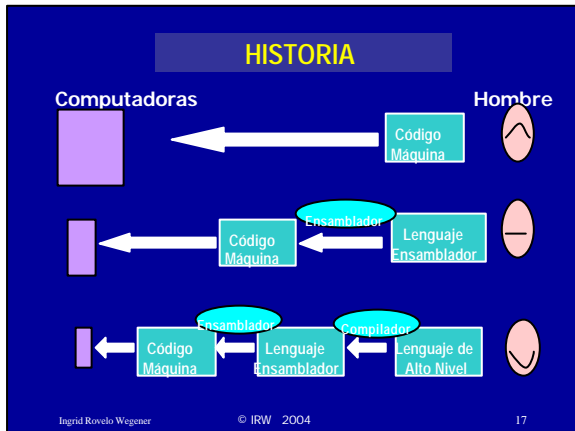 HISTORIA
Computadoras
Hombre
Código
Máquina
Ensamblador
Código
Máquina
Lenguaje
Ensamblador
Ensamblador
Compilador
Código
Máquina
Lenguaje
Ensamblador
Lenguaje de
Alto Nivel
Ingrid Rovelo Wegener
© IRW 2004
17